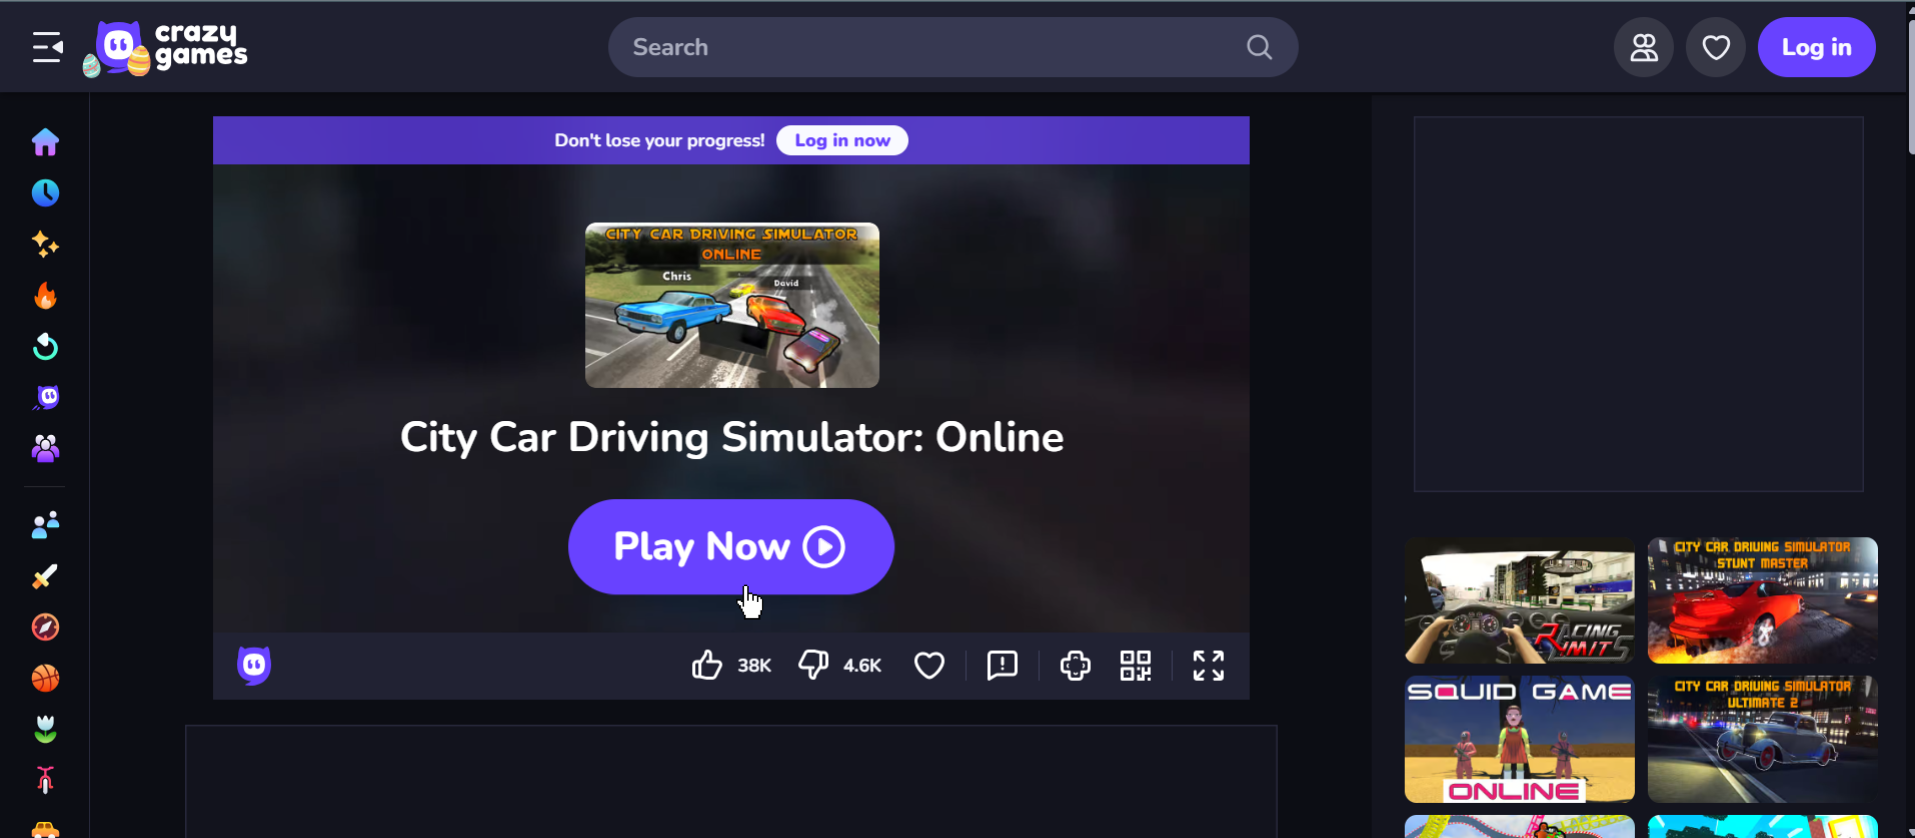 crazy
games
Search
Log in
Don't lose your progress!
Log in now
CITY CAR DRIVING SIMULATOR
ONLINE
Chris
David
City Car Driving Simulator: Online
Play Now
38K
4.6K
RACING
LIMITS
CITY CAR DRIVING SIMULATOR
STUNT MASTER
SQUID GAME
ONLINE
CITY CAR DRIVING SIMULATOR
ULTIMATE 2